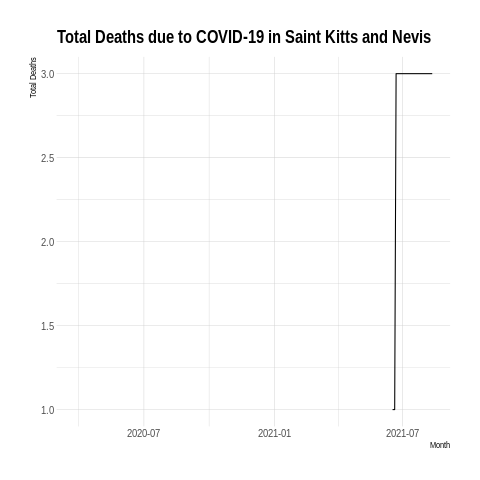 Total Deaths due to COVID-19 in Saint Kitts and Nevis
Total Deaths
3.0
2.5
2.0
1.5
1.0
2020-07
2021-01
2021-07
Month